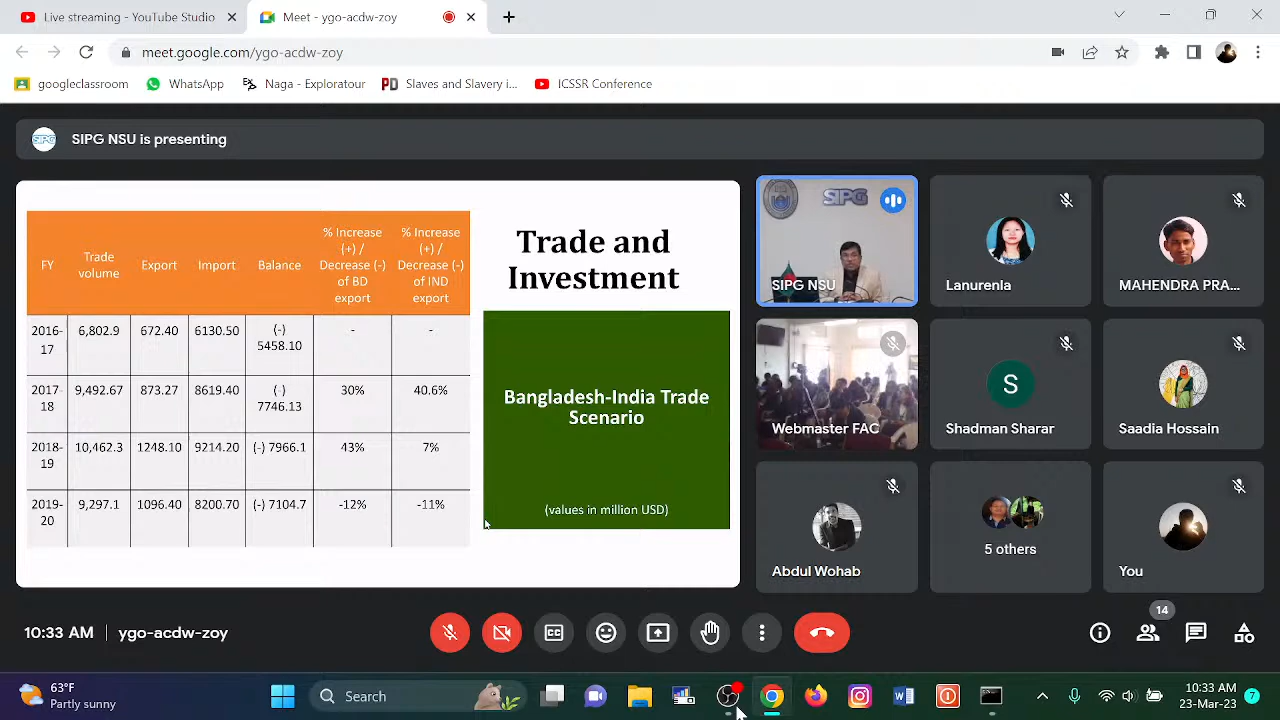 Live streaming - YouTube Studio
Meet - ygo-acdw-zoy
meet.google.com/ygo-acdw-zoy
googleclassroom
WhatsApp
Naga - Exploratour
PD
Slaves and Slavery i...
ICSSR Conference
SIPG NSU is presenting
FY
Trade
volume
Export
Import
Balance
% Increase
(+) /
Decrease (-)
of BD
export
% Increase
(+) /
Decrease (-)
of IND
export
2016-
17
6,802.9
672.40
6130.50
(-)
5458.10
-
-
2017-
18
9,492.67
873.27
8619.40
(-)
7746.13
30%
40.6%
2018-
19
10,462.3
1248.10
9214.20
(-) 7966.1
43%
7%
2019-
20
9,297.1
1096.40
8200.70
(-) 7104.7
-12%
-11%
Trade and
Investment
Bangladesh-India Trade
Scenario
(values in million USD)
SIPG
SIPG NSU
Lanurenla
MAHENDRA PRA...
Webmaster FAC
S
Shadman Sharar
Saadia Hossain
Abdul Wohab
5 others
You
10:33 AM | ygo-acdw-zoy
CC
14
63°F
Partly sunny
Search
10:33 AM
23-Mar-23
7